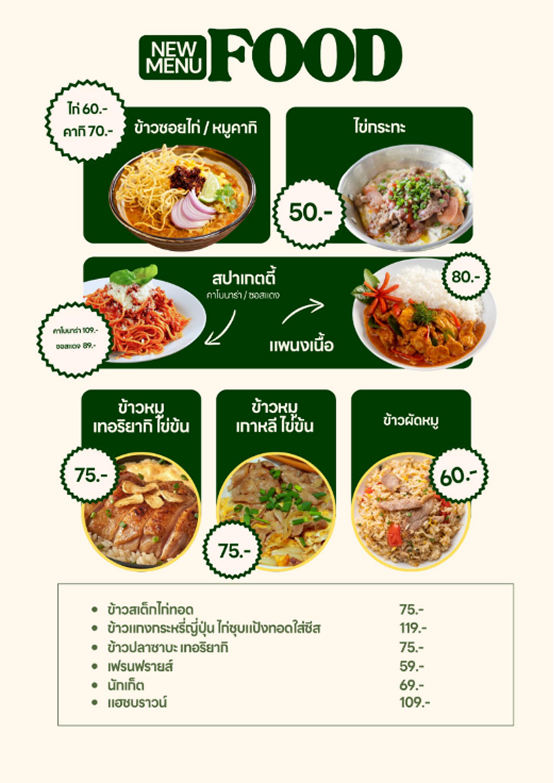 NEW
MENU
FOOD
ไก่ 60.-
คากิ 70.-
ข้าวซอยไก่ / หมูคากิ
ไข่กระทะ
50.-
สปาเกตตี้
คาโบนาร่า / ซอสแดง
80.-
คาโบนาร่า 109.-
ซอสแดง 89.-
แพนงเนื้อ
ข้าวหมู
เทอริยากิ ไข่ข้น
75.-
ข้าวหมู
เกาหลี ไข่ข้น
75.-
ข้าวผัดหมู
60.-
• ข้าวสเต็กไก่ทอด 75.-
• ข้าวแกงกระหรี่ญี่ปุ่น ไก่ชุบแป้งทอดใส่ชีส 119.-
• ข้าวปลาซาบะ เทอริยากิ 75.-
• เฟรนฟรายส์ 59.-
• นักเก็ต 69.-
• แฮชบราวน์ 109.-